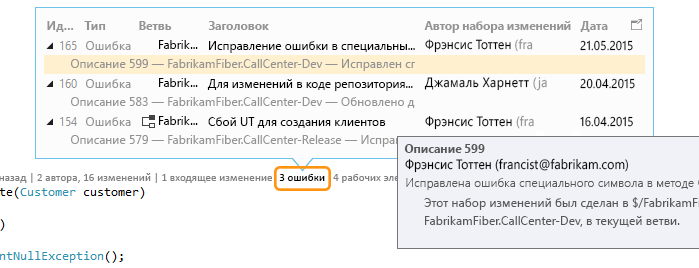 Ид... Тип Ветвь Заголовок Автор набора изменений Дата
165 Ошибка Fabrik... Исправление ошибки в специальны... Фрэнсис Тоттен (fra 21.05.2015
Описание 599 — FabrikamFiber.CallCenter-Dev — Исправлен сг
160 Ошибка Fabrik... Для изменений в коде репозитория... Джамаль Харнетт (ja 20.04.2015
Описание 583 — FabrikamFiber.CallCenter-Dev — Обновлено д
154 Ошибка Fabrik... Сбой UT для создания клиентов Фрэнсис Тоттен (fra 16.04.2015
Описание 579 — FabrikamFiber.CallCenter-Release — Испра
Описание 599
Фрэнсис Тоттен (francist@fabrikam.com)
Исправлена ошибка специального символа в методе
Этот набор изменений был сделан в $/FabrikamF
FabrikamFiber.CallCenter-Dev, в текущей ветви.
назад | 2 автора, 16 изменений | 1 входящее изменение 3 ошибки 4 рабочих эле
te(Customer customer)
)
ntNullException();